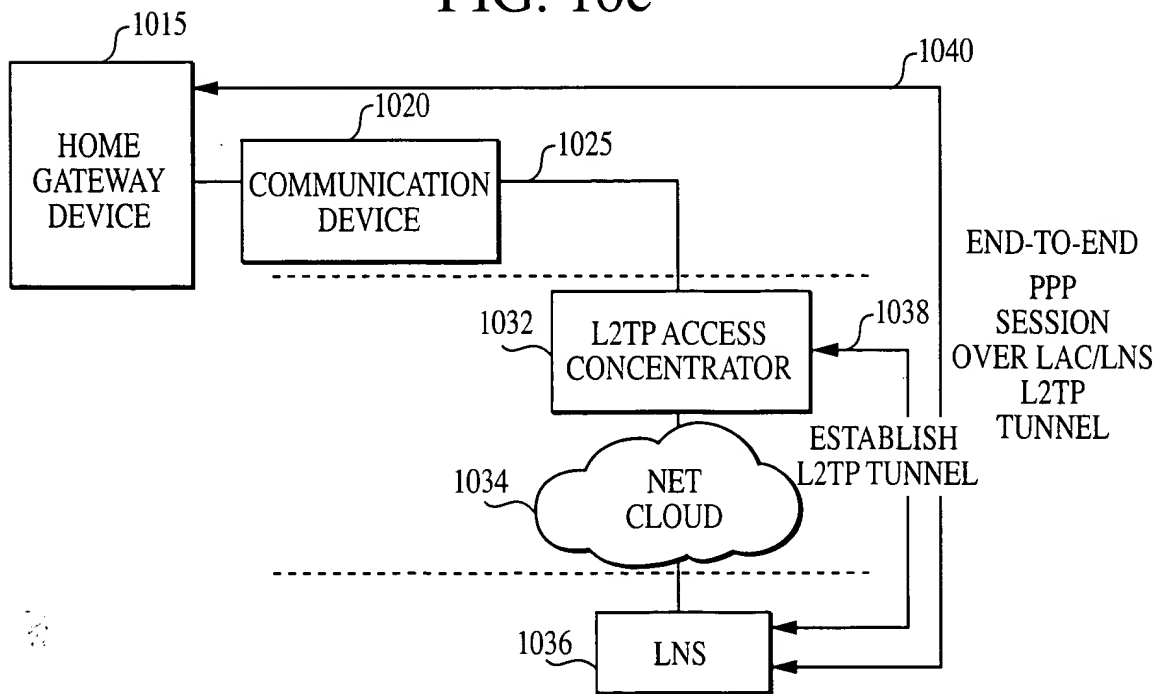 FIG. 10c
1015
1040
1020
1025
HOME
GATEWAY
DEVICE
COMMUNICATION
DEVICE
END-TO-END
PPP
SESSION
OVER LAC/LNS
L2TP
TUNNEL
1032
1038
L2TP ACCESS
CONCENTRATOR
ESTABLISH
L2TP TUNNEL
1034
NET
CLOUD
1036
LNS